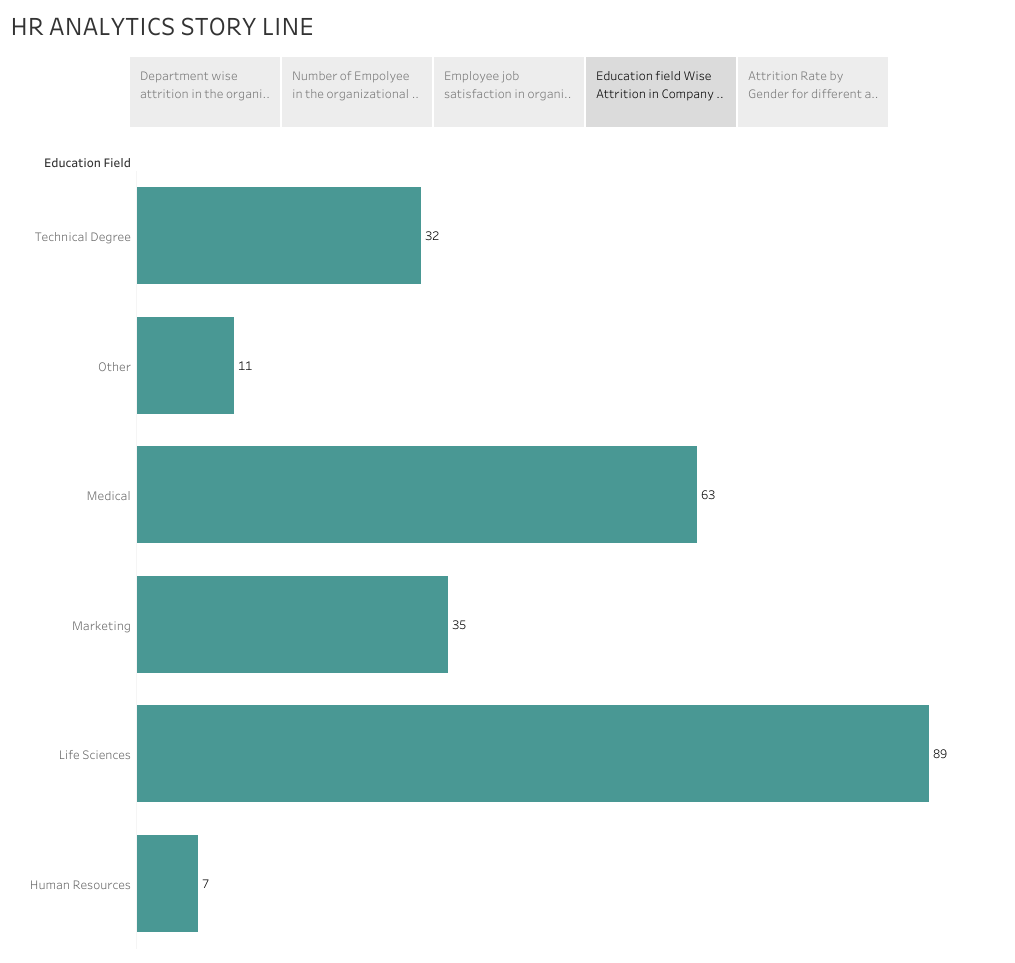 HR ANALYTICS STORY LINE
Department wise
attrition in the organi..
Number of Empolyee
in the organizational ..
Employee job
satisfaction in organi..
Education field Wise
Attrition in Company ..
Attrition Rate by
Gender for different a..
Education Field
Technical Degree 32
Other 11
Medical 63
Marketing 35
Life Sciences 89
Human Resources 7